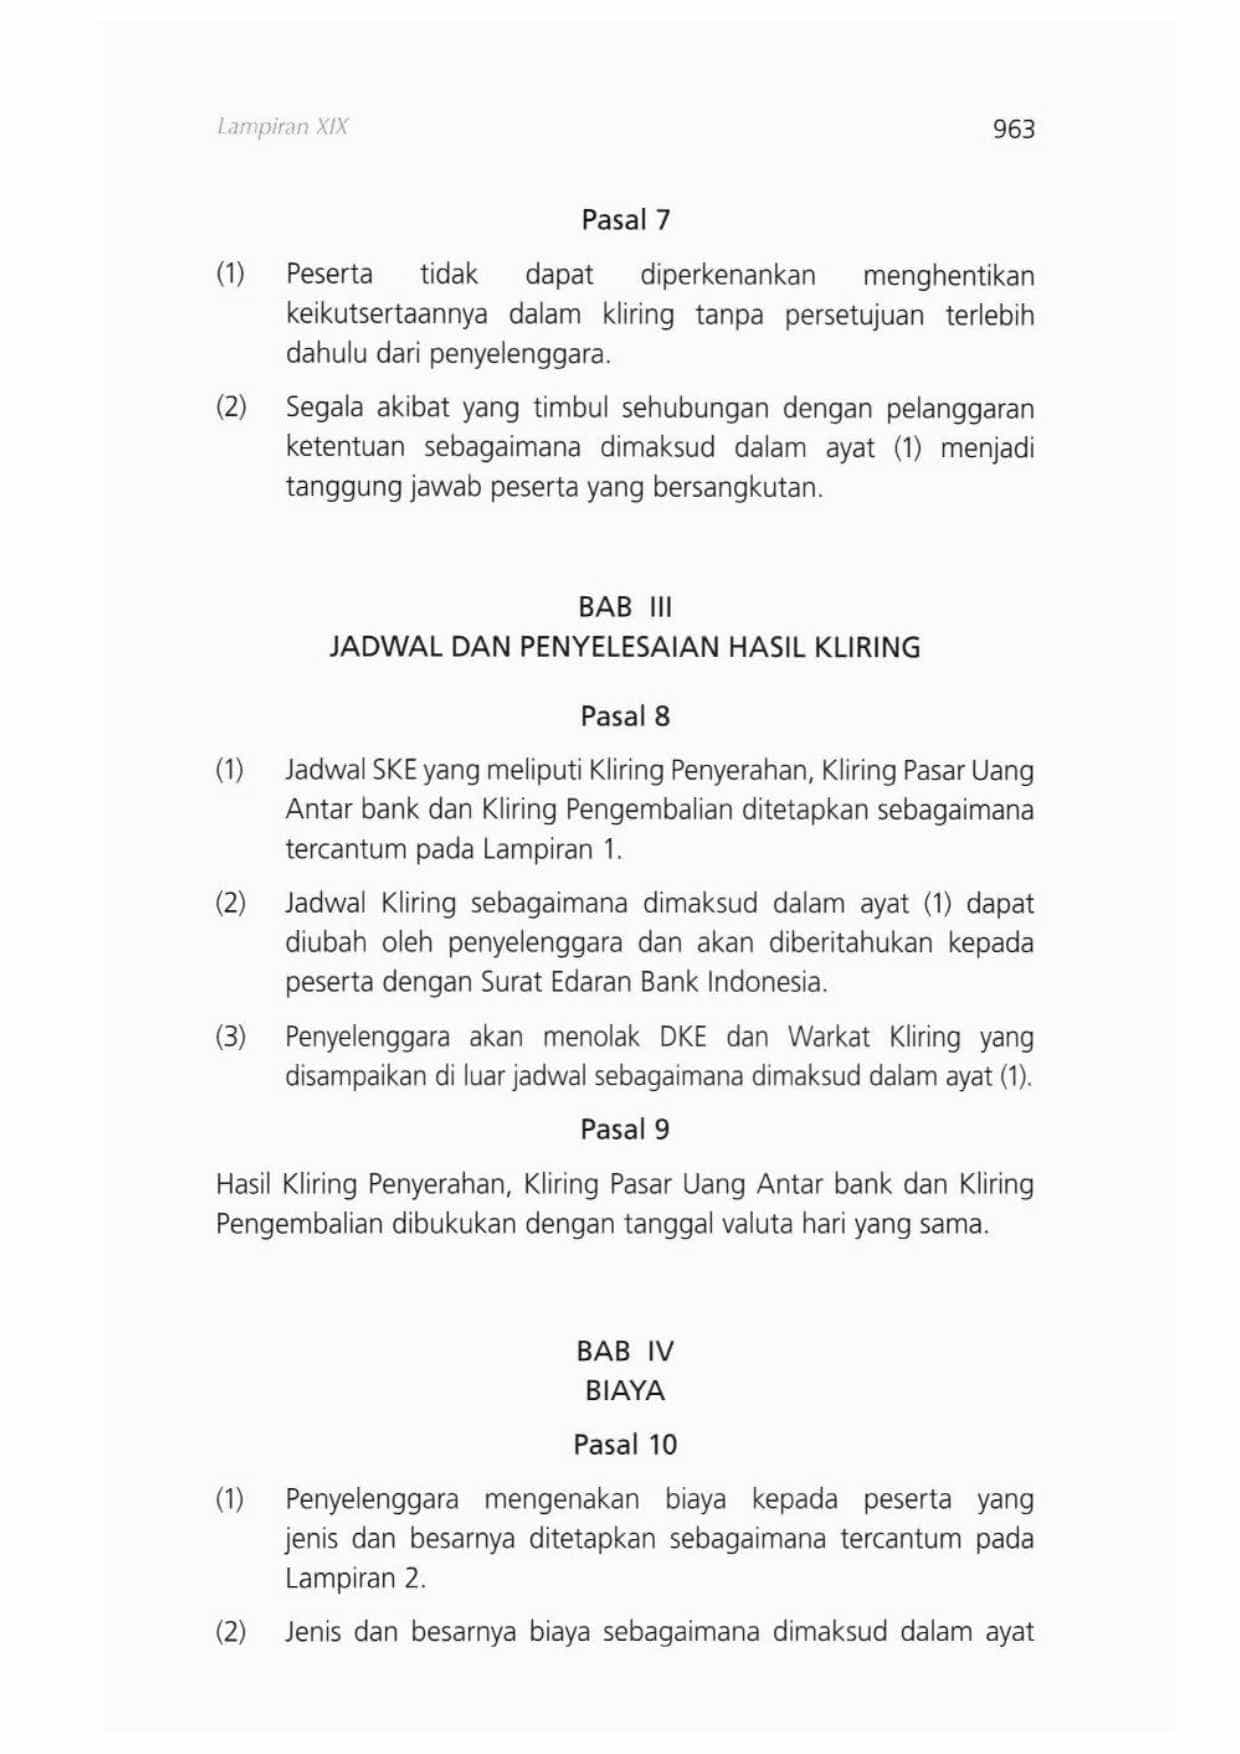 Lampiran XIX 963
Pasal 7
(1) Peserta tidak dapat diperkenankan menghentikan
keikutsertaannya dalam kliring tanpa persetujuan terlebih
dahulu dari penyelenggara.
(2) Segala akibat yang timbul sehubungan dengan pelanggaran
ketentuan sebagaimana dimaksud dalam ayat (1) menjadi
tanggung jawab peserta yang bersangkutan.
BAB III
JADWAL DAN PENYELESAIAN HASIL KLIRING
Pasal 8
(1) Jadwal SKE yang meliputi Kliring Penyerahan, Kliring Pasar Uang
Antar bank dan Kliring Pengembalian ditetapkan sebagaimana
tercantum pada Lampiran 1.
(2) Jadwal Kliring sebagaimana dimaksud dalam ayat (1) dapat
diubah oleh penyelenggara dan akan diberitahukan kepada
peserta dengan Surat Edaran Bank Indonesia.
(3) Penyelenggara akan menolak DKE dan Warkat Kliring yang
disampaikan di luar jadwal sebagaimana dimaksud dalam ayat (1).
Pasal 9
Hasil Kliring Penyerahan, Kliring Pasar Uang Antar bank dan Kliring
Pengembalian dibukukan dengan tanggal valuta hari yang sama.
BAB IV
BIAYA
Pasal 10
(1) Penyelenggara mengenakan biaya kepada peserta yang
jenis dan besarnya ditetapkan sebagaimana tercantum pada
Lampiran 2.
(2) Jenis dan besarnya biaya sebagaimana dimaksud dalam ayat